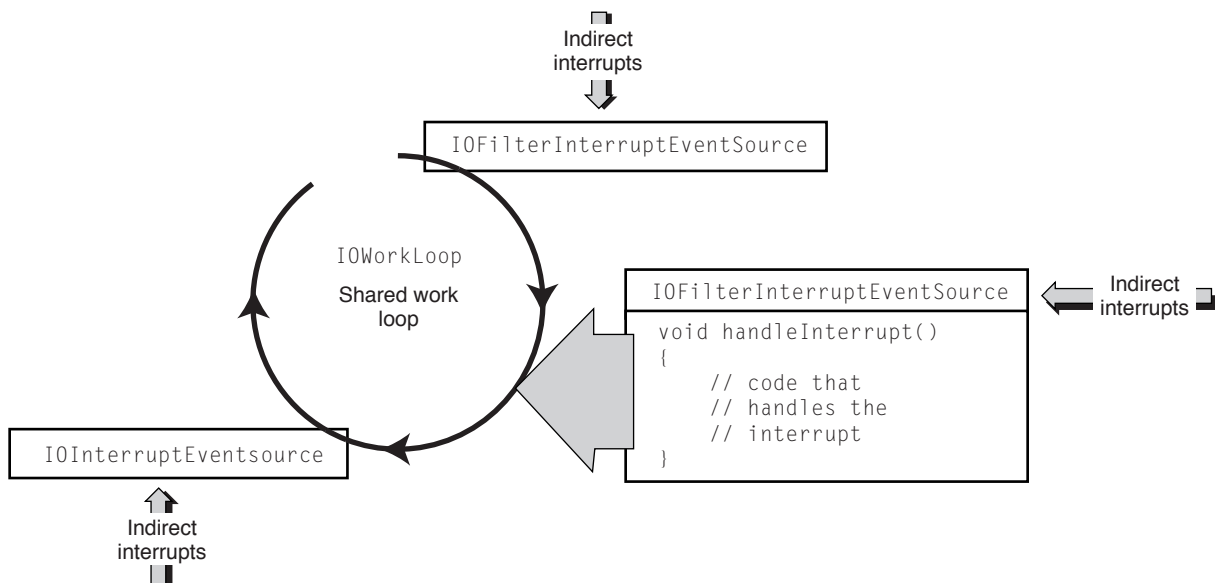 Indirect
interrupts
IOFilterInterruptEventSource
IOWorkLoop
Shared work
loop
IOFilterInterruptEventSource
Indirect
interrupts
void handleInterrupt()
{
// code that
// handles the
// interrupt
}
IOInterruptEventsource
Indirect
interrupts